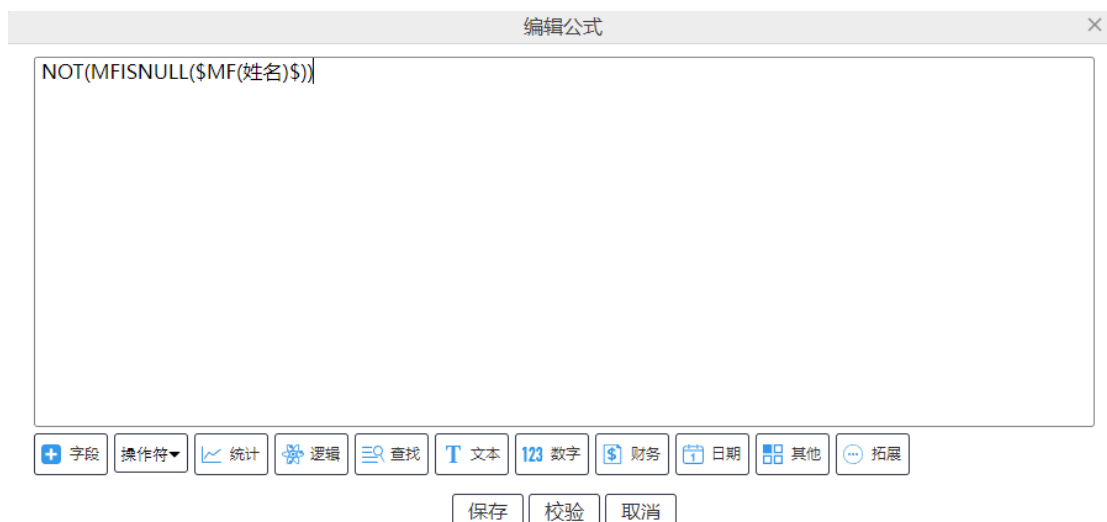 编辑公式
NOT(MFISNULL($MF(姓名)$))
字段 操作符 统计 逻辑 查找 T 文本 123 数字 $ 财务 1 日期 其他 拓展
保存 校验 取消